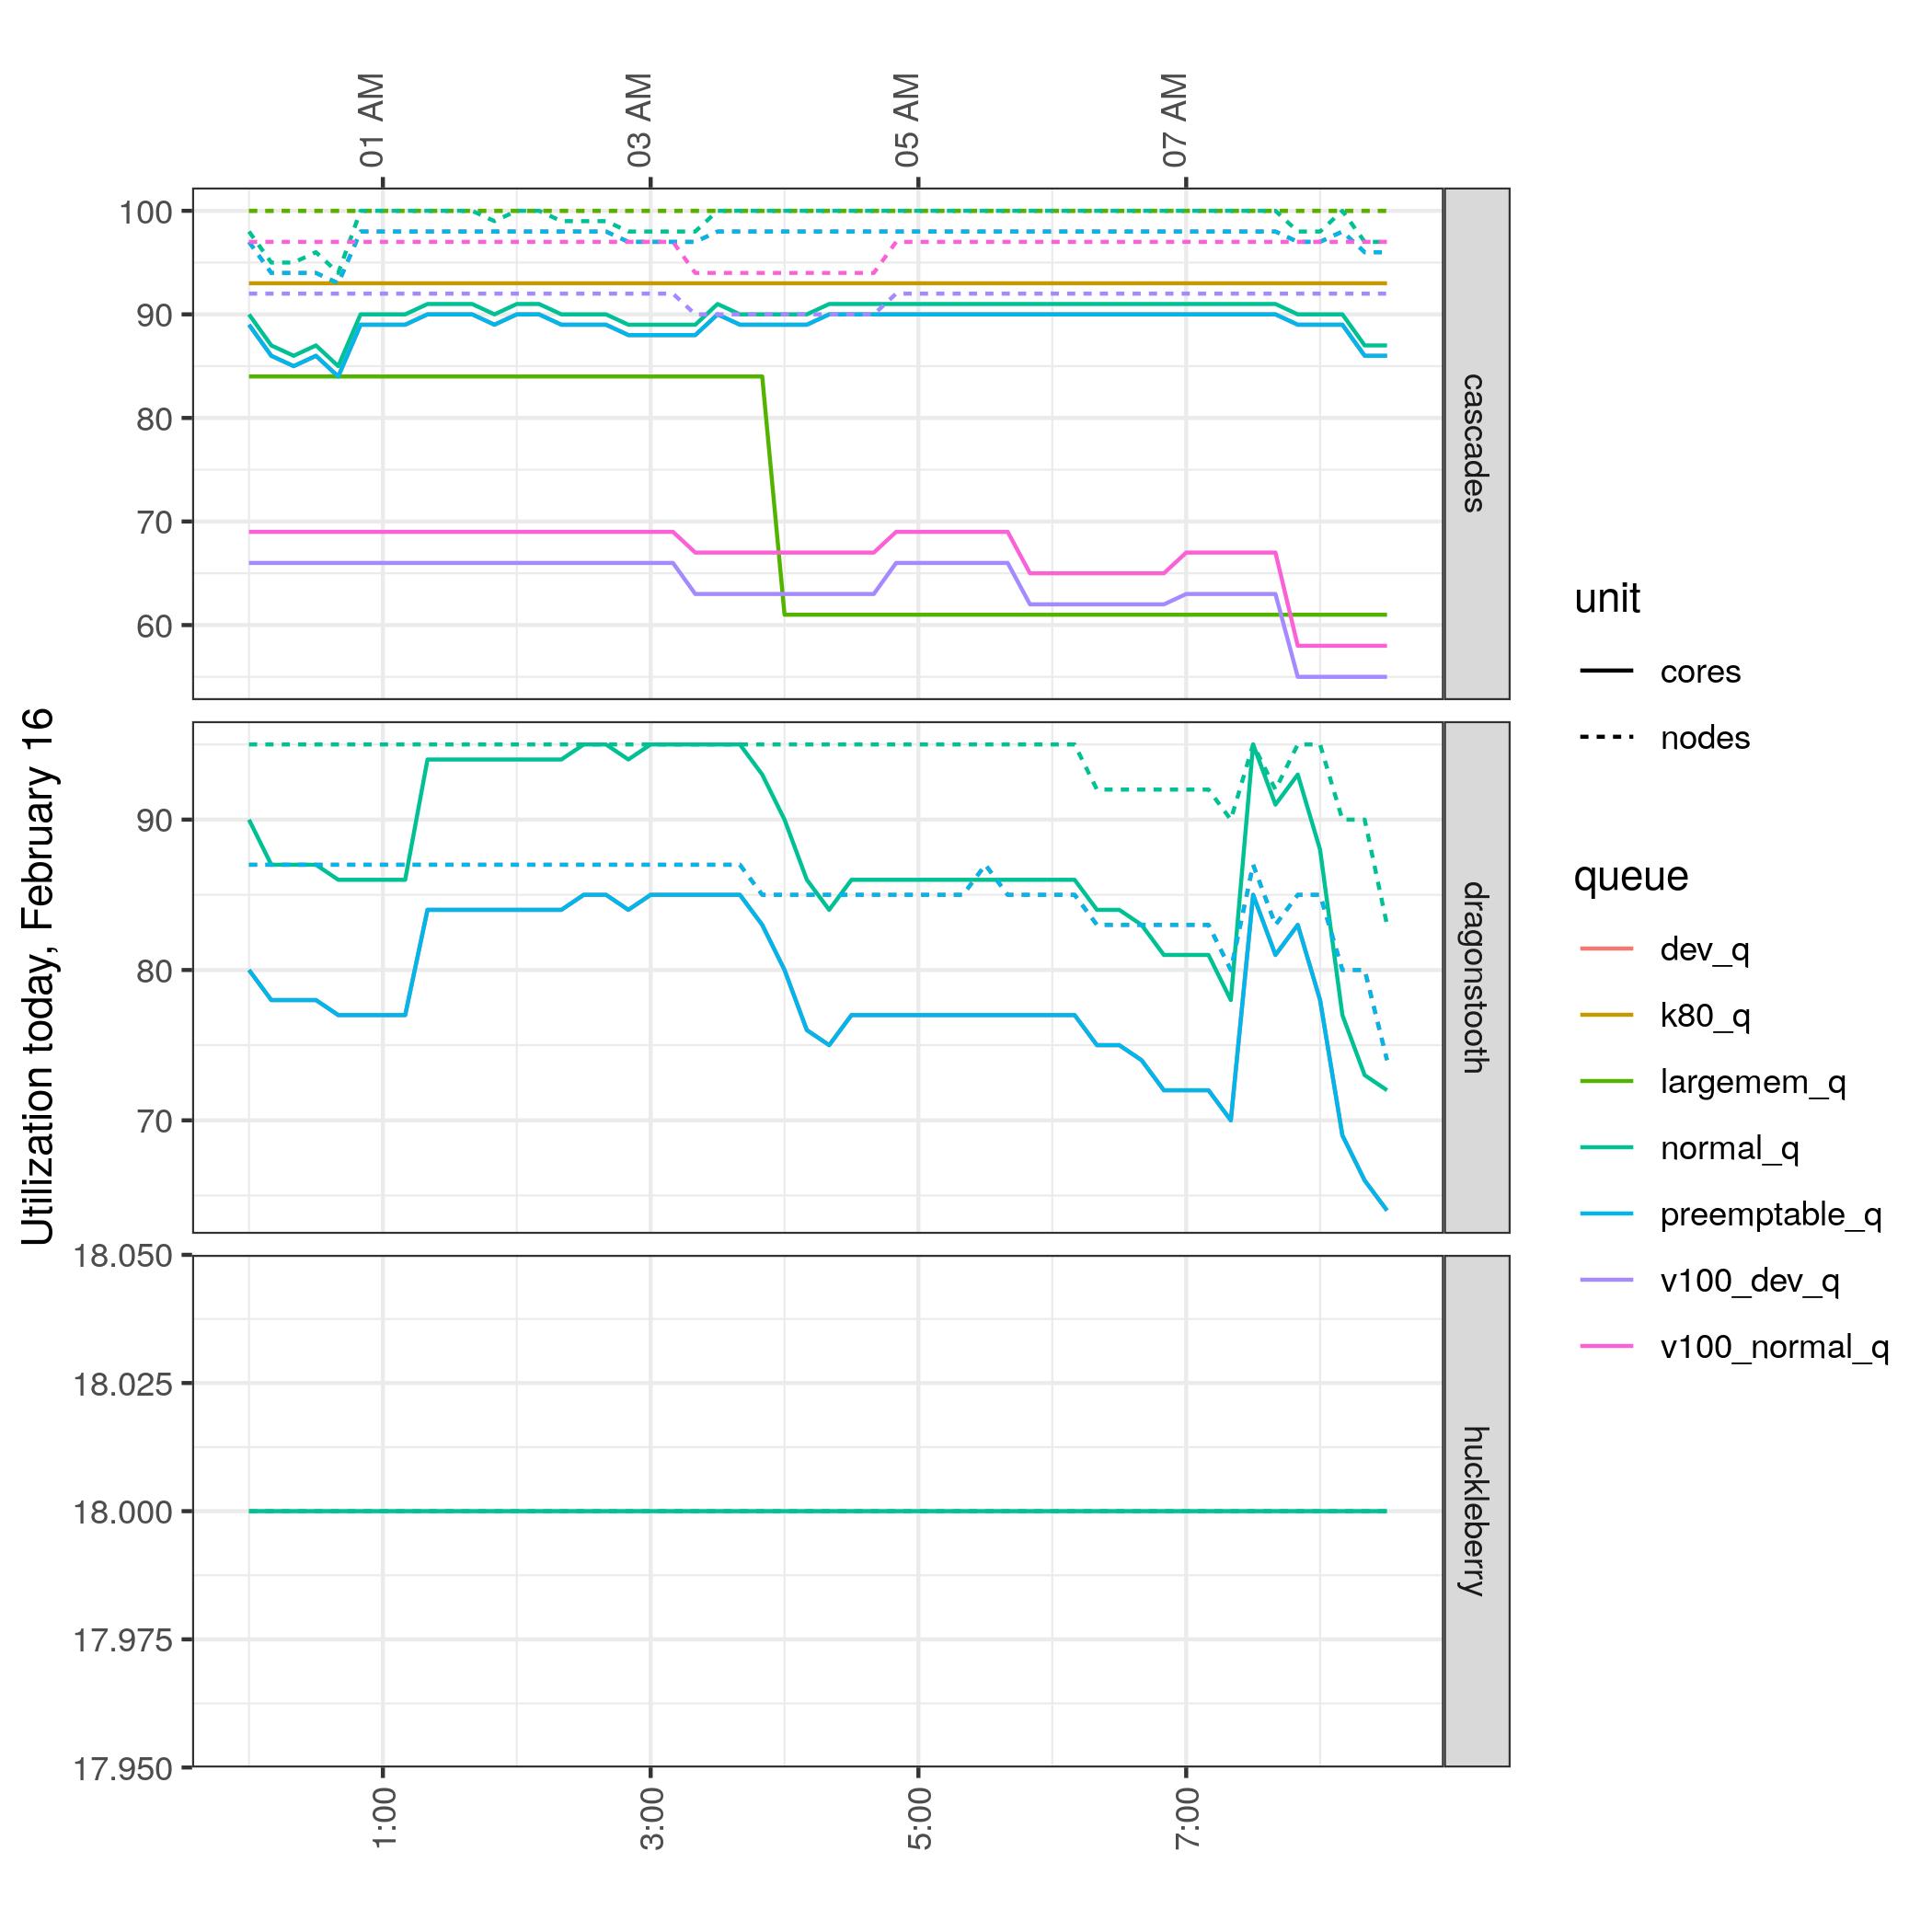 01 AM
03 AM
05 AM
07 AM
100
90
80
70
60
cascades
90
80
70
dragonstooth
18.050
18.025
18.000
17.975
17.950
huckleberry
1:00
3:00
5:00
7:00
Utilization today, February 16
unit
cores
nodes
queue
dev_q
k80_q
largemem_q
normal_q
preemptable_q
v100_dev_q
v100_normal_q